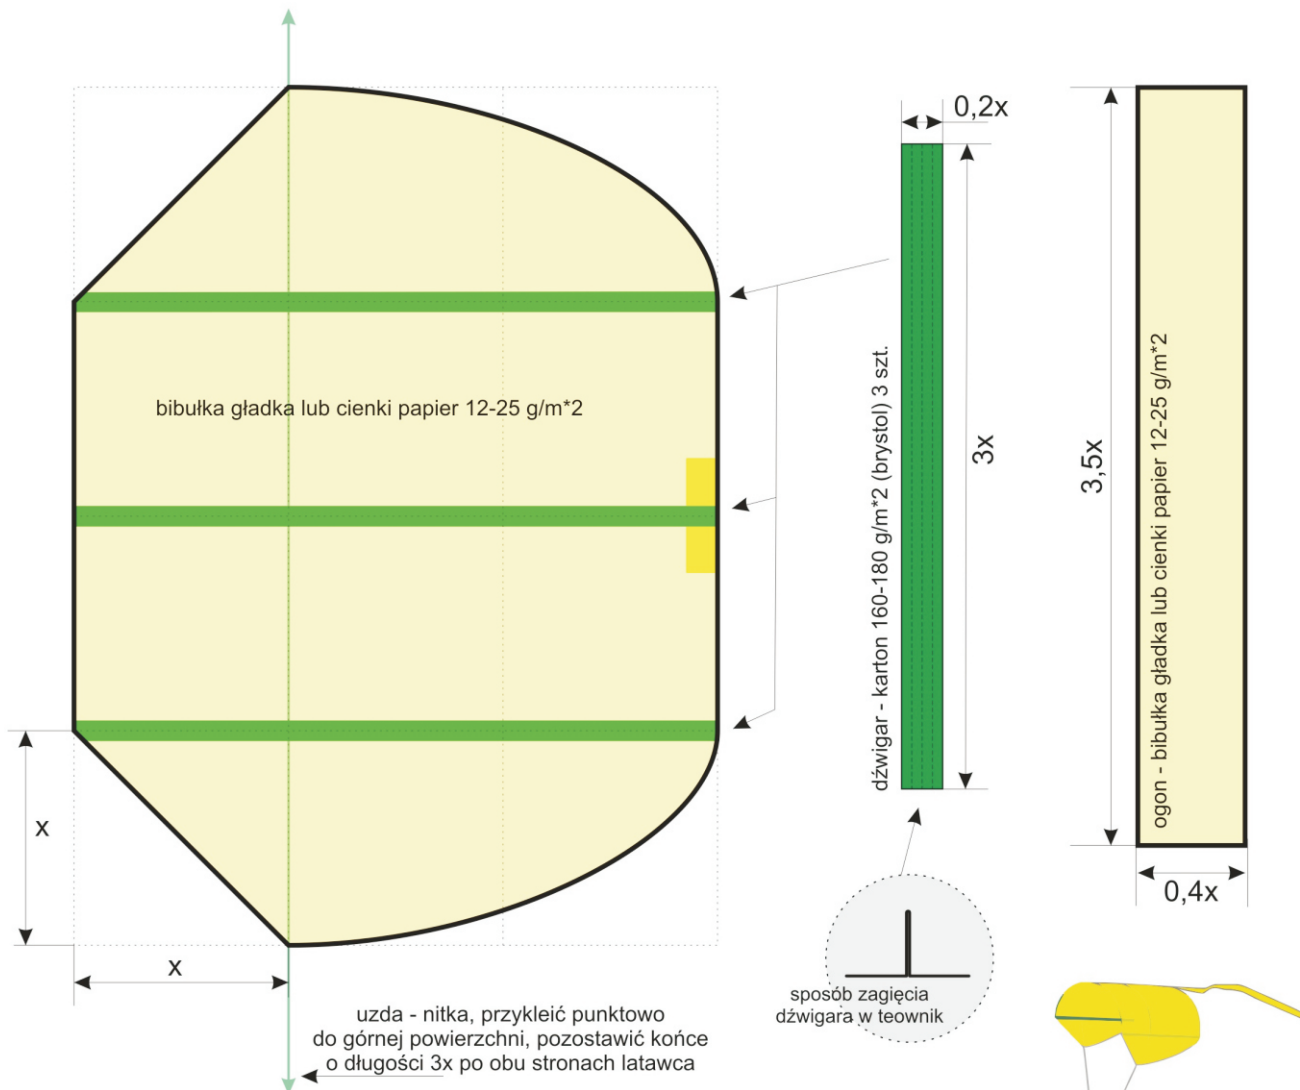 0,2x
bibułka gładka lub cienki papier 12-25 g/m*2
dźwigar - karton 160-180 g/m*2 (brystol) 3 szt.
3x
3,5x
ogon - bibułka gładka lub cienki papier 12-25 g/m*2
0,4x
x
x
uzda - nitka, przykleić punktowo
do górnej powierzchni, pozostawić końce
o długości 3x po obu stronach latawca
sposób zagięcia
dźwigara w teownik